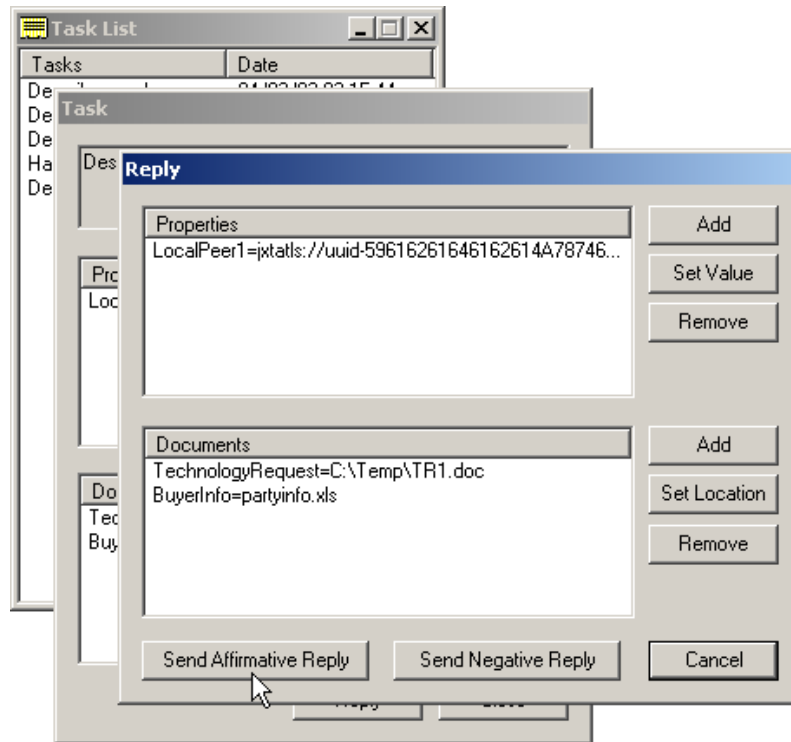 Task List
Tasks Date
De
De
De
Ha
De
Task
Des
Pro
Loc
Do
Tec
Buy
Reply
Properties
LocalPeer1=jxtatls://uuid-59616261646162614A78746...
Add
Set Value
Remove
Documents
TechnologyRequest=C:\Temp\TR1.doc
BuyerInfo=partyinfo.xls
Add
Set Location
Remove
Send Affirmative Reply Send Negative Reply Cancel